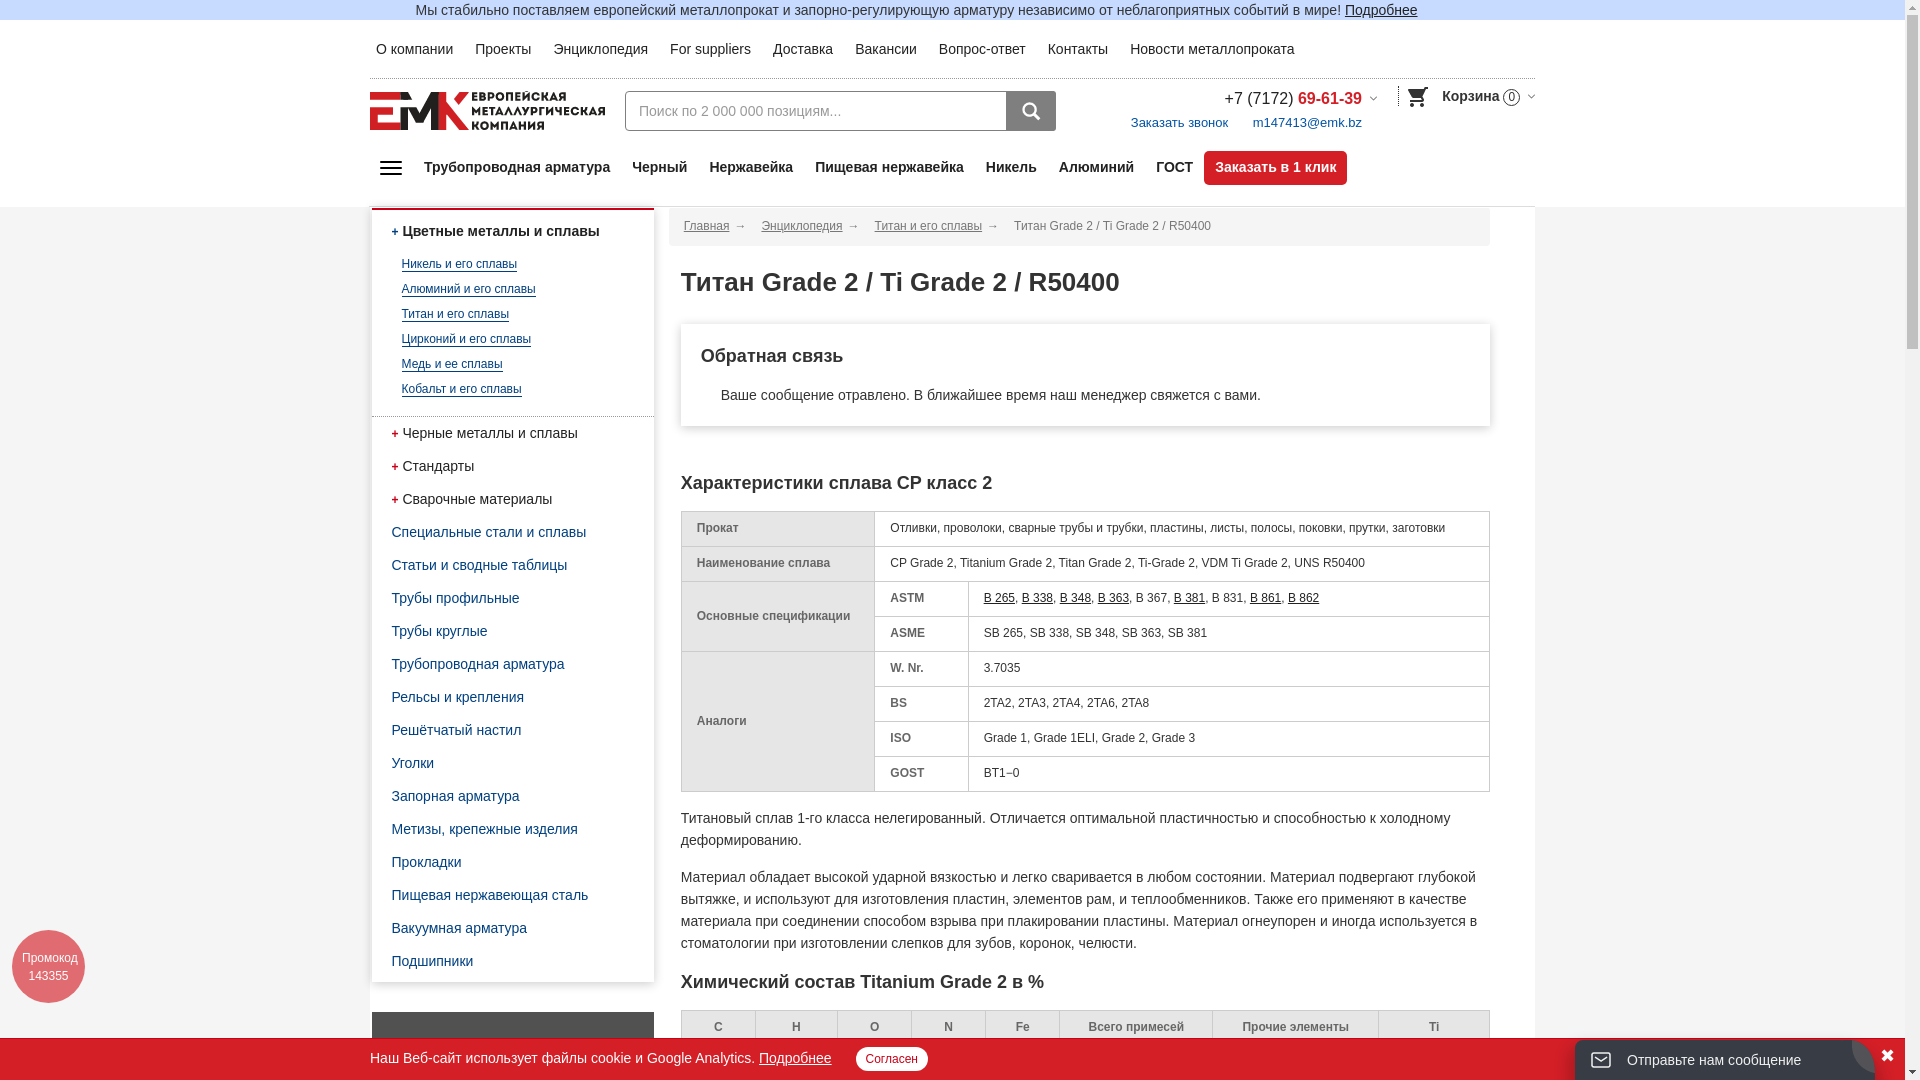 Мы стабильно поставляем европейский металлопрокат и запорно-регулирующую арматуру независимо от неблагоприятных событий в мире! Подробнее
О компании Проекты Энциклопедия For suppliers Доставка Вакансии Вопрос-ответ Контакты Новости металлопроката
ЕМК ЕВРОПЕЙСКАЯ
МЕТАЛЛУРГИЧЕСКАЯ
КОМПАНИЯ
Поиск по 2 000 000 позициям...
+7 (7172) 69-61-39
Заказать звонок m147413@emk.bz
Корзина 0
Трубопроводная арматура Черный Нержавейка Пищевая нержавейка Никель Алюминий ГОСТ Заказать в 1 клик
+ Цветные металлы и сплавы
Никель и его сплавы
Алюминий и его сплавы
Титан и его сплавы
Цирконий и его сплавы
Медь и ее сплавы
Кобальт и его сплавы
+ Черные металлы и сплавы
+ Стандарты
+ Сварочные материалы
Специальные стали и сплавы
Статьи и сводные таблицы
Трубы профильные
Трубы круглые
Трубопроводная арматура
Рельсы и крепления
Решётчатый настил
Уголки
Запорная арматура
Метизы, крепежные изделия
Прокладки
Пищевая нержавеющая сталь
Вакуумная арматура
Подшипники
Главная → Энциклопедия → Титан и его сплавы → Титан Grade 2 / Ti Grade 2 / R50400
Титан Grade 2 / Ti Grade 2 / R50400
Обратная связь
Ваше сообщение отравлено. В ближайшее время наш менеджер свяжется с вами.
Характеристики сплава CP класс 2
Прокат Отливки, проволоки, сварные трубы и трубки, пластины, листы, полосы, поковки, прутки, заготовки
Наименование сплава CP Grade 2, Titanium Grade 2, Titan Grade 2, Ti-Grade 2, VDM Ti Grade 2, UNS R50400
Основные спецификации ASTM B 265, B 338, B 348, B 363, B 367, B 381, B 831, B 861, B 862
ASME SB 265, SB 338, SB 348, SB 363, SB 381
Аналоги W. Nr. 3.7035
BS 2TA2, 2TA3, 2TA4, 2TA6, 2TA8
ISO Grade 1, Grade 1ELI, Grade 2, Grade 3
GOST ВТ1−0
Титановый сплав 1-го класса нелегированный. Отличается оптимальной пластичностью и способностью к холодному
деформированию.
Материал обладает высокой ударной вязкостью и легко сваривается в любом состоянии. Материал подвергают глубокой
вытяжке, и используют для изготовления пластин, элементов рам, и теплообменников. Также его применяют в качестве
материала при соединении способом взрыва при плакировании пластины. Материал огнеупорен и иногда используется в
стоматологии при изготовлении слепков для зубов, коронок, челюсти.
Химический состав Titanium Grade 2 в %
C H O N Fe Всего примесей Прочие элементы Ti
Промокод
143355
Наш Веб-сайт использует файлы cookie и Google Analytics. Подробнее Согласен
Отправьте нам сообщение